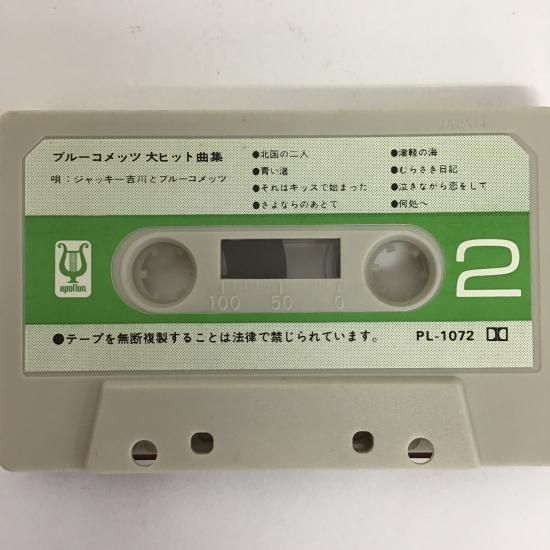 JAPAN
ブルーコメッツ 大ヒット曲集
唄：ジャッキー吉川とブルーコメッツ
●北国の二人
●青い渚
●それはキッスで始まった
●さよならのあとで
●津軽の海
●むらさき日記
●泣きながら恋をして
●何処へ
apollon
2
100 50 0
●テープを無断複製することは法律で禁じられています。 PL-1072